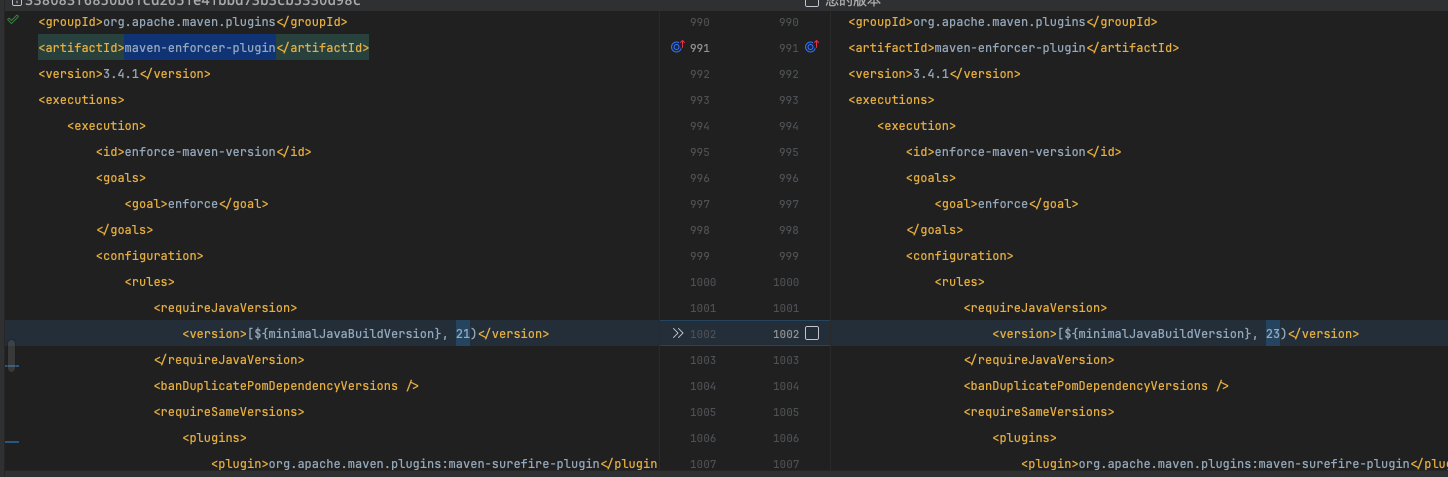 您的版本
<groupId>org.apache.maven.plugins</groupId> 990 990 <groupId>org.apache.maven.plugins</groupId>
<artifactId>maven-enforcer-plugin</artifactId> 991 991 <artifactId>maven-enforcer-plugin</artifactId>
<version>3.4.1</version> 992 992 <version>3.4.1</version>
<executions> 993 993 <executions>
<execution> 994 994 <execution>
<id>enforce-maven-version</id> 995 995 <id>enforce-maven-version</id>
<goals> 996 996 <goals>
<goal>enforce</goal> 997 997 <goal>enforce</goal>
</goals> 998 998 </goals>
<configuration> 999 999 <configuration>
<rules> 1000 1000 <rules>
<requireJavaVersion> 1001 1001 <requireJavaVersion>
<version>[${minimalJavaBuildVersion}, 21)</version> 1002 1002 <version>[${minimalJavaBuildVersion}, 23)</version>
</requireJavaVersion> 1003 1003 </requireJavaVersion>
<banDuplicatePomDependencyVersions /> 1004 1004 <banDuplicatePomDependencyVersions />
<requireSameVersions> 1005 1005 <requireSameVersions>
<plugins> 1006 1006 <plugins>
<plugin>org.apache.maven.plugins:maven-surefire-plugin</plugin 1007 1007 <plugin>org.apache.maven.plugins:maven-surefire-plugin</plug